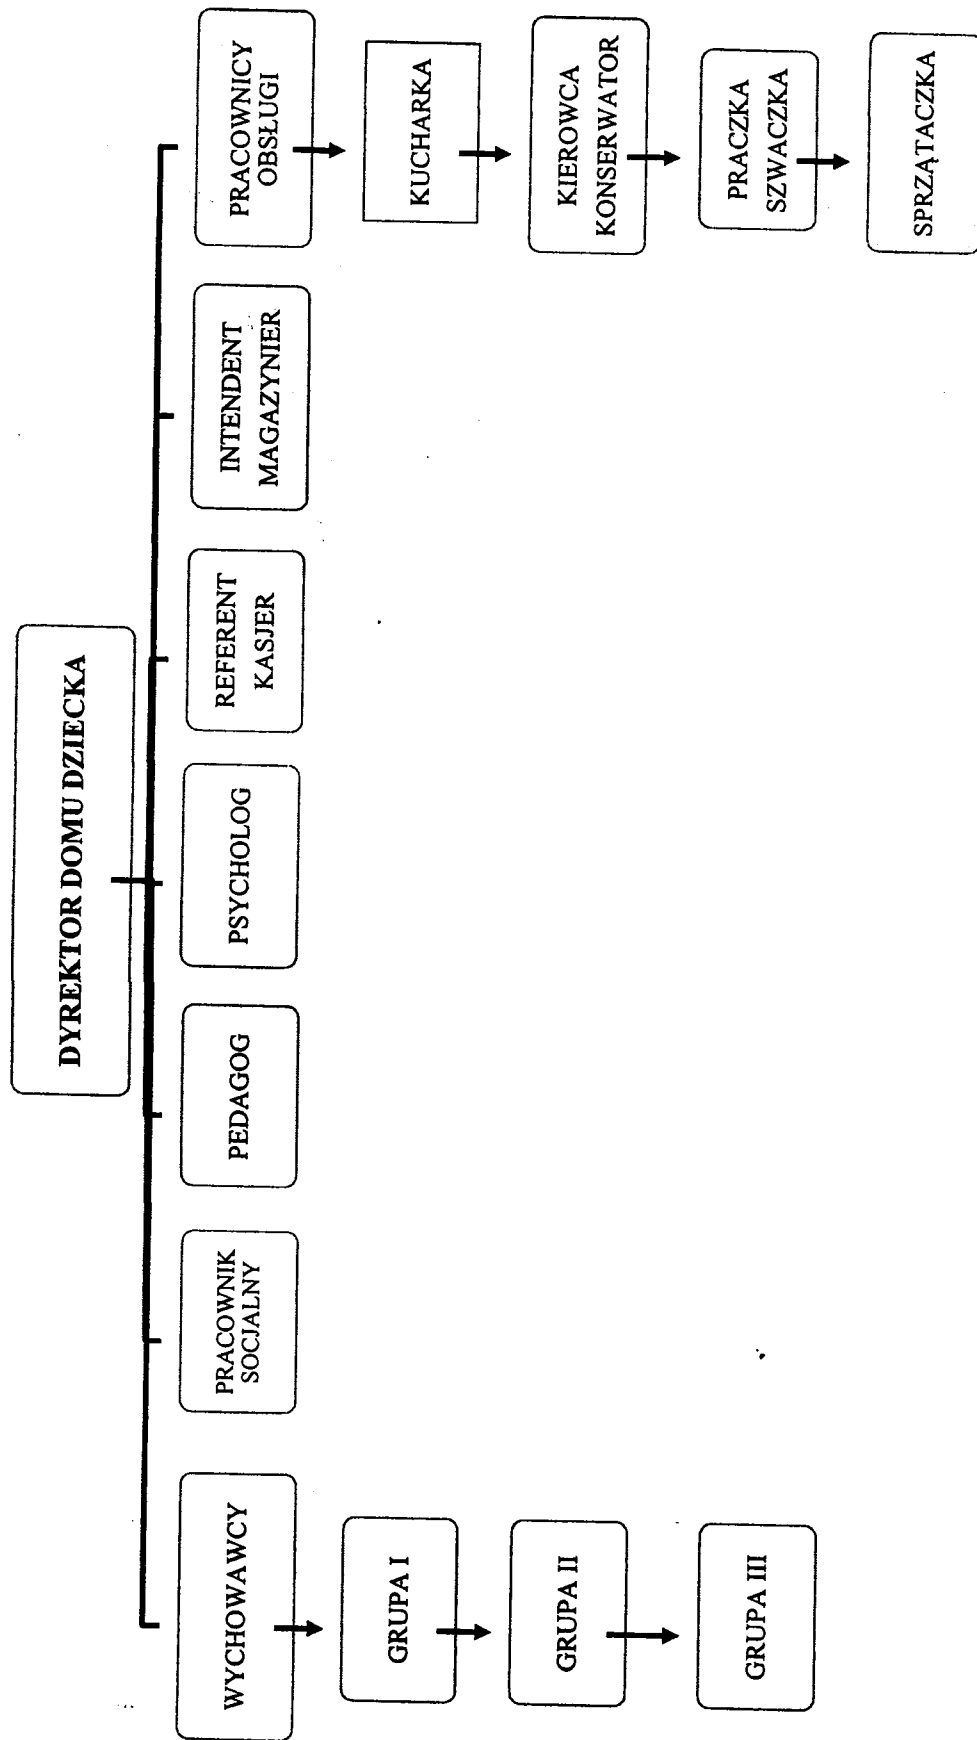 DYREKTOR DOMU DZIECKA
WYCHOWAWCY
PRACOWNIK
SOCJALNY
PEDAGOG
PSYCHOLOG
REFERENT
KASJER
INTENDENT
MAGAZYNIER
PRACOWNICY
OBSŁUGI
GRUPA I
GRUPA II
GRUPA III
KUCHARKA
KIEROWCA
KONSERWATOR
PRACZKA
SZWACZKA
SPRZĄTACZKA